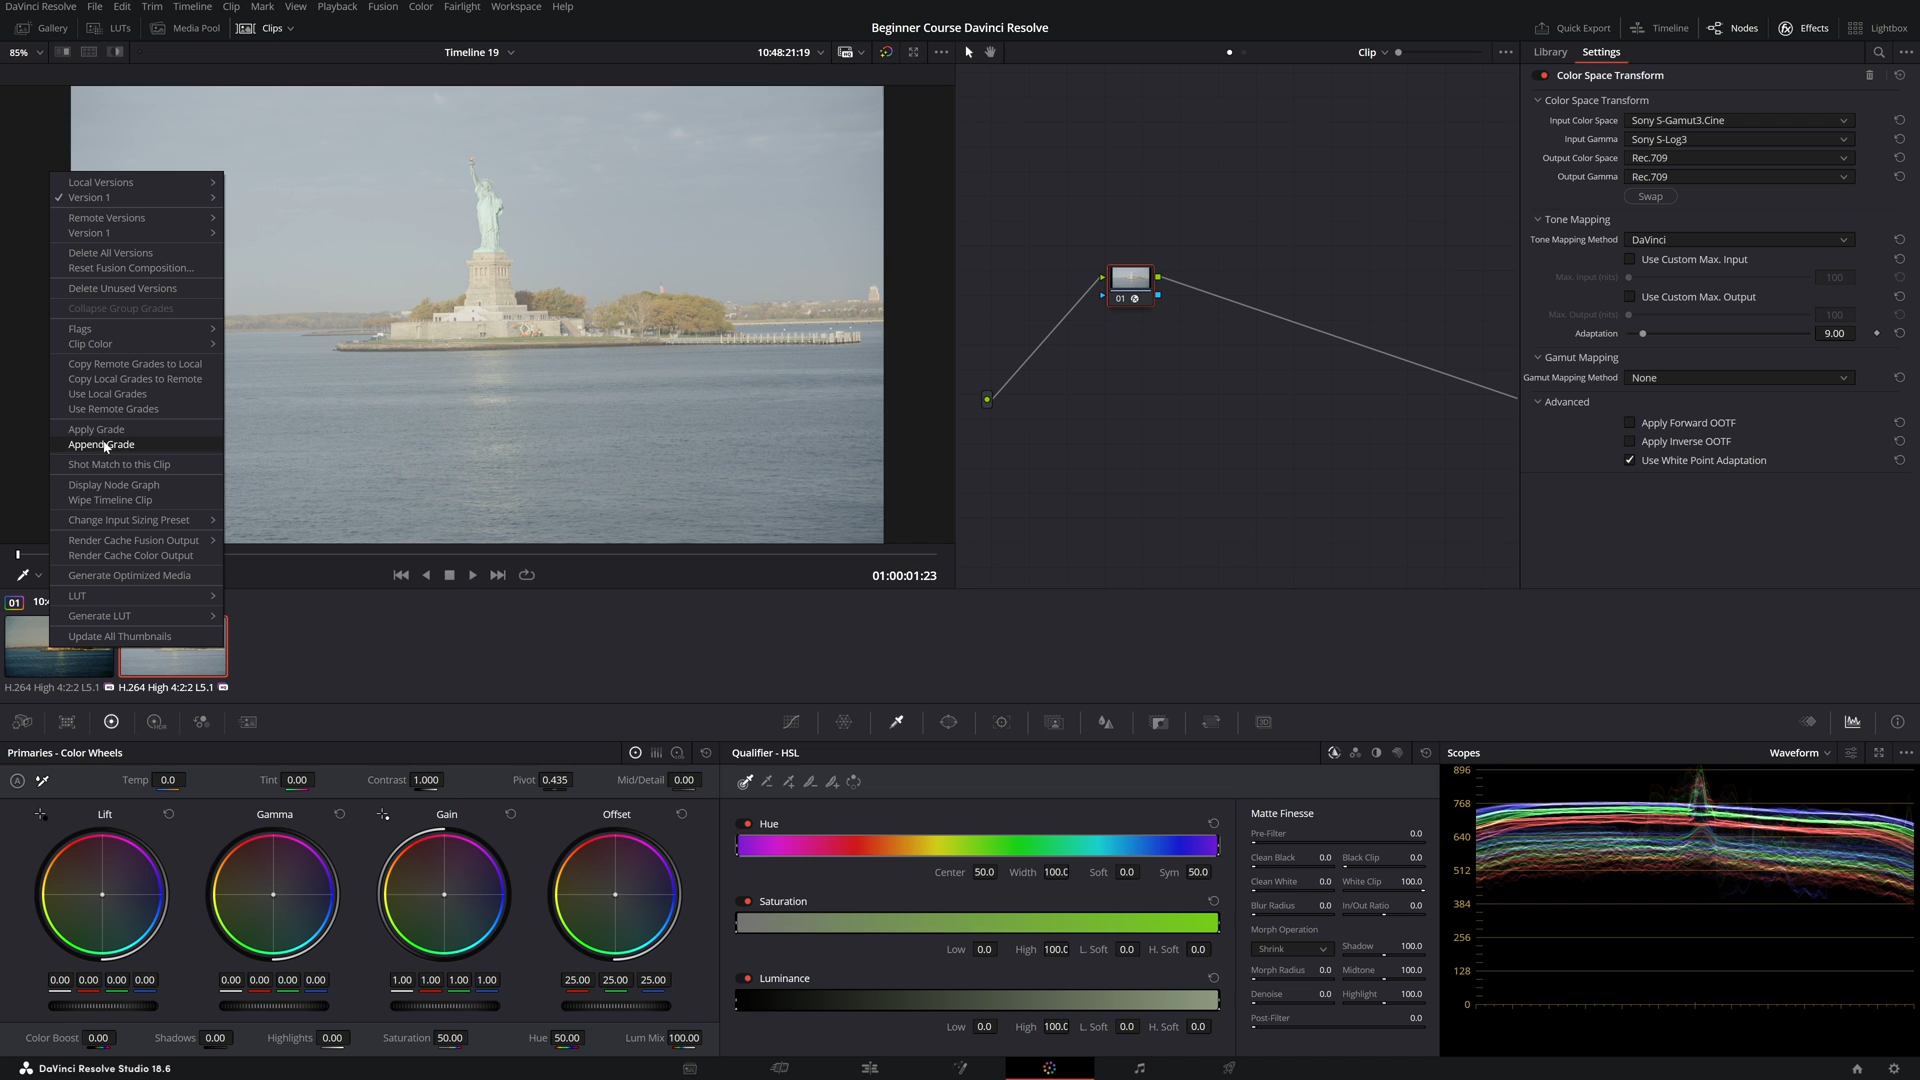 DaVinci Resolve File Edit Trim Timeline Clip Mark View Playback Fusion Color Fairlight Workspace Help
Gallery LUTs Media Pool Clips Beginner Course Davinci Resolve Quick Export Timeline Nodes Effects Lightbox
85% Timeline 19 10:48:21:19 Clip Library Settings
Color Space Transform
Color Space Transform
Input Color Space Sony S-Gamut3.Cine
Input Gamma Sony S-Log3
Output Color Space Rec.709
Output Gamma Rec.709
Swap
Tone Mapping
Tone Mapping Method DaVinci
Use Custom Max. Input
Max. Input (nits) 100
Use Custom Max. Output
Max. Output (nits) 100
Adaptation 9.00
Gamut Mapping
Gamut Mapping Method None
Advanced
Apply Forward OOTF
Apply Inverse OOTF
Use White Point Adaptation
Local Versions
Version 1
Remote Versions
Version 1
Delete All Versions
Reset Fusion Composition...
Delete Unused Versions
Collapse Group Grades
Flags
Clip Color
Copy Remote Grades to Local
Copy Local Grades to Remote
Use Local Grades
Use Remote Grades
Apply Grade
Append Grade
Shot Match to this Clip
Display Node Graph
Wipe Timeline Clip
Change Input Sizing Preset
Render Cache Fusion Output
Render Cache Color Output
Generate Optimized Media
LUT
Generate LUT
Update All Thumbnails
01
01:00:01:23
01 10:4
H.264 High 4:2:2 L5.1 H.264 High 4:2:2 L5.1
Primaries - Color Wheels
Temp 0.0 Tint 0.00 Contrast 1.000 Pivot 0.435 Mid/Detail 0.00
Lift Gamma Gain Offset
0.00 0.00 0.00 0.00 0.00 0.00 0.00 0.00 1.00 1.00 1.00 1.00 25.00 25.00 25.00
Color Boost 0.00 Shadows 0.00 Highlights 0.00 Saturation 50.00 Hue 50.00 Lum Mix 100.00
Qualifier - HSL
Hue
Center 50.0 Width 100.0 Soft 0.0 Sym 50.0
Saturation
Low 0.0 High 100.0 L. Soft 0.0 H. Soft 0.0
Luminance
Low 0.0 High 100.0 L. Soft 0.0 H. Soft 0.0
Matte Finesse
Pre-Filter 0.0
Clean Black 0.0 Black Clip 0.0
Clean White 0.0 White Clip 100.0
Blur Radius 0.0 In/Out Ratio 0.0
Morph Operation
Shrink Shadow 100.0
Morph Radius 0.0 Midtone 100.0
Denoise 0.0 Highlight 100.0
Post-Filter 0.0
Scopes Waveform
896
768
640
512
384
256
128
0
DaVinci Resolve Studio 18.6